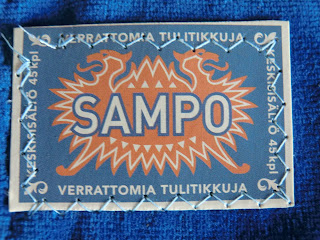 VERRATTOMIA TULITIKKUJA
KESKISISÄLTÖ 45 kpl
SAMPO
KESKISISÄLTÖ 45 kpl
VERRATTOMIA TULITIKKUJA